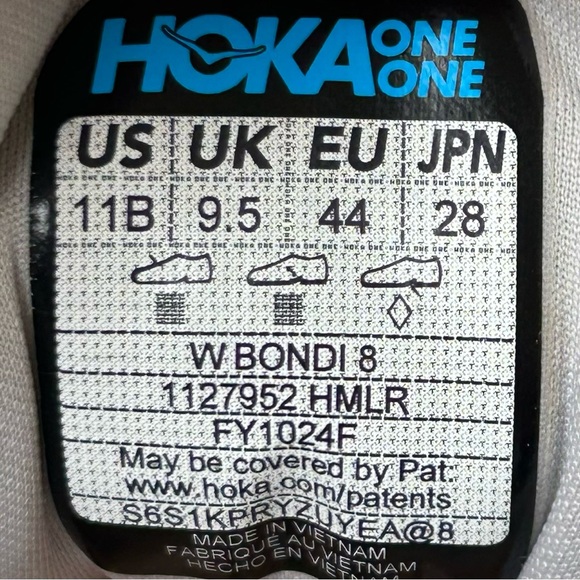 HOKA ONE ONE
US UK EU JPN
11B 9.5 44 28
W BONDI 8
1127952 HMLR
FY1024F
May be covered by Pat:
www.hoka.com/patents
S6S1KPRYZUYEA@8
MADE IN VIETNAM
FABRIQUE AU VIETNAM
HECHO EN VIETNAM